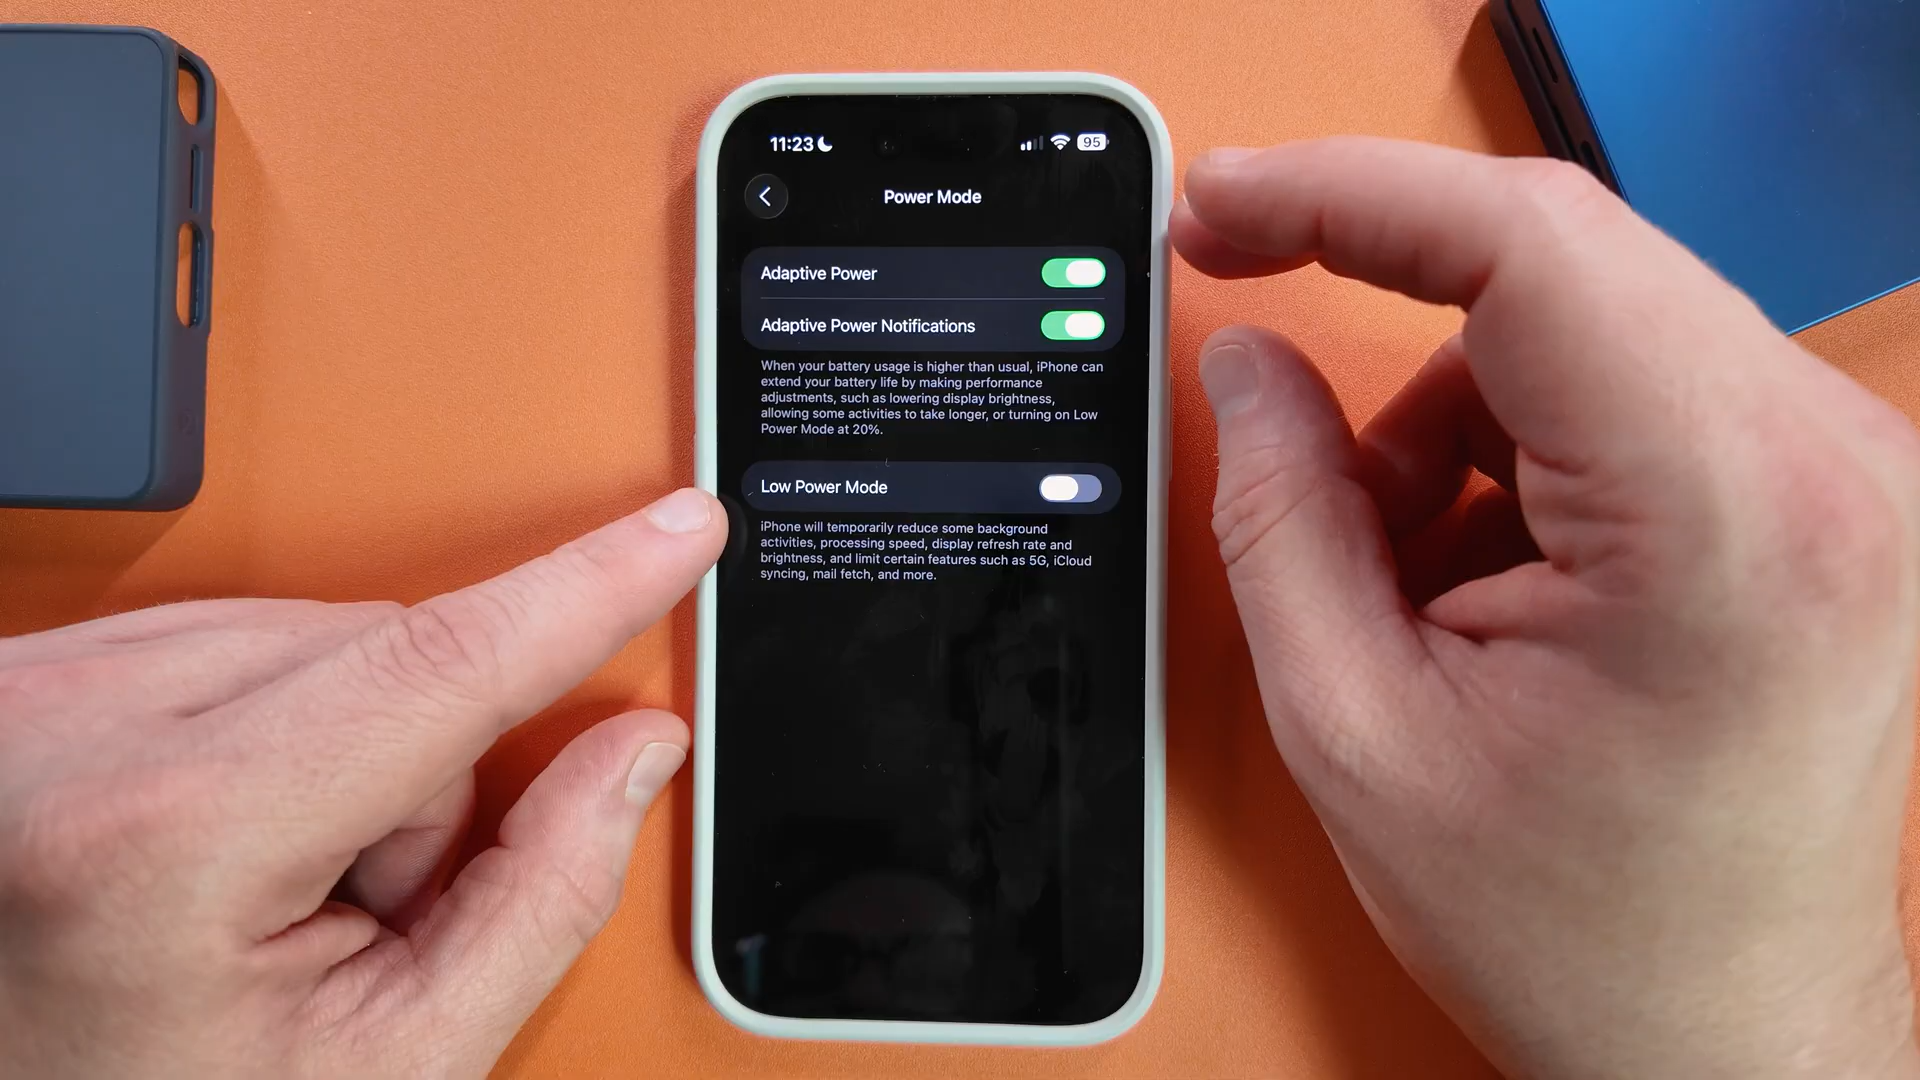 11:23
95
Power Mode
Adaptive Power
Adaptive Power Notifications
When your battery usage is higher than usual, iPhone can
extend your battery life by making performance
adjustments, such as lowering display brightness,
allowing some activities to take longer, or turning on Low
Power Mode at 20%.
Low Power Mode
iPhone will temporarily reduce some background
activities, processing speed, display refresh rate and
brightness, and limit certain features such as 5G, iCloud
syncing, mail fetch, and more.